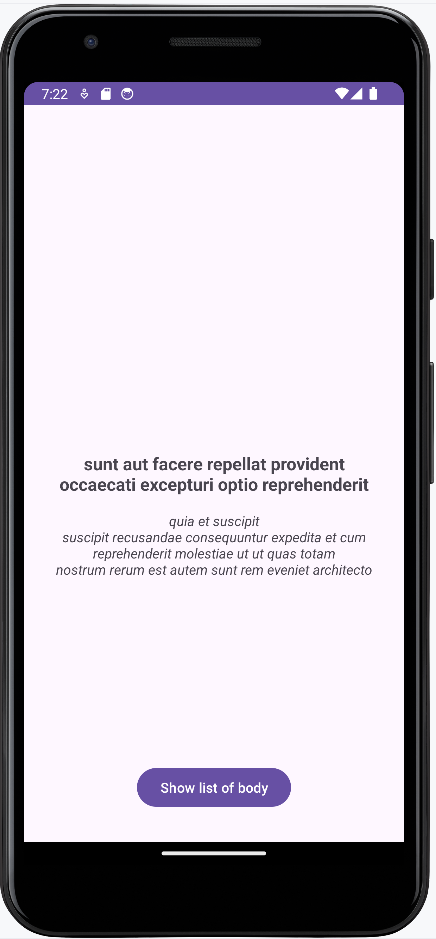 7:22
sunt aut facere repellat provident
occaecati excepturi optio reprehenderit
quia et suscipit
suscipit recusandae consequuntur expedita et cum
reprehenderit molestiae ut ut quas totam
nostrum rerum est autem sunt rem eveniet architecto
Show list of body